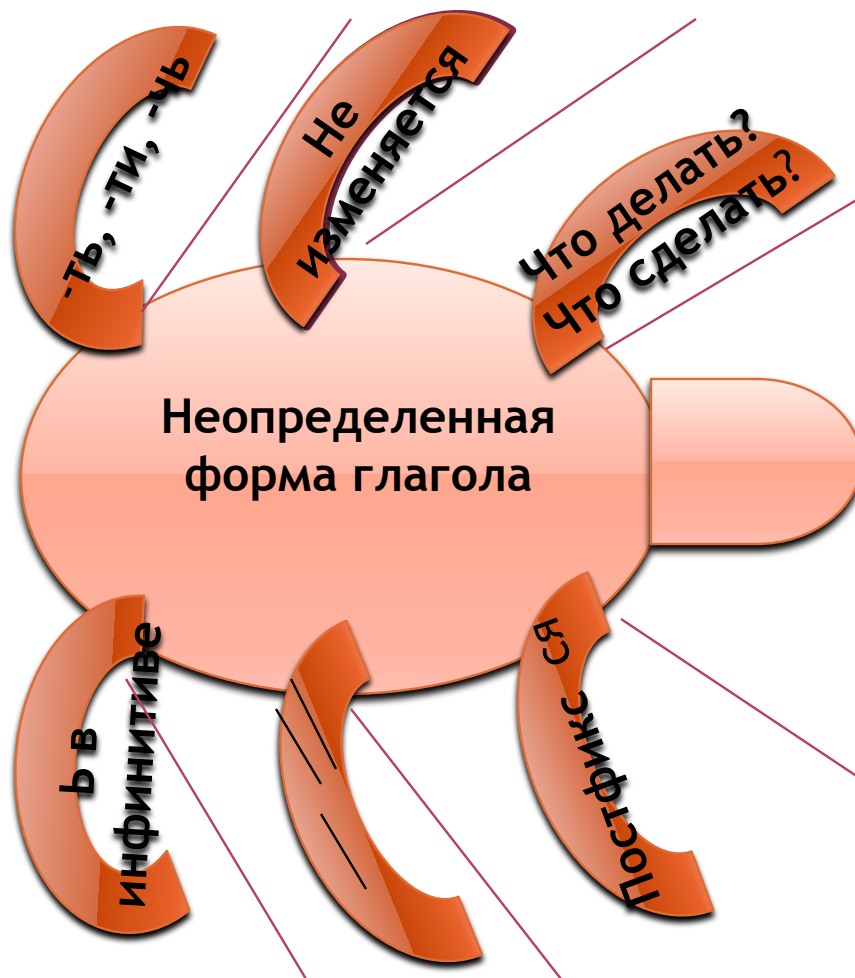 -ть, -ти, -чь
Не
изменяется
Что делать?
Что сделать?
Неопределенная
форма глагола
Ь в
инфинитиве
Постфикс ся